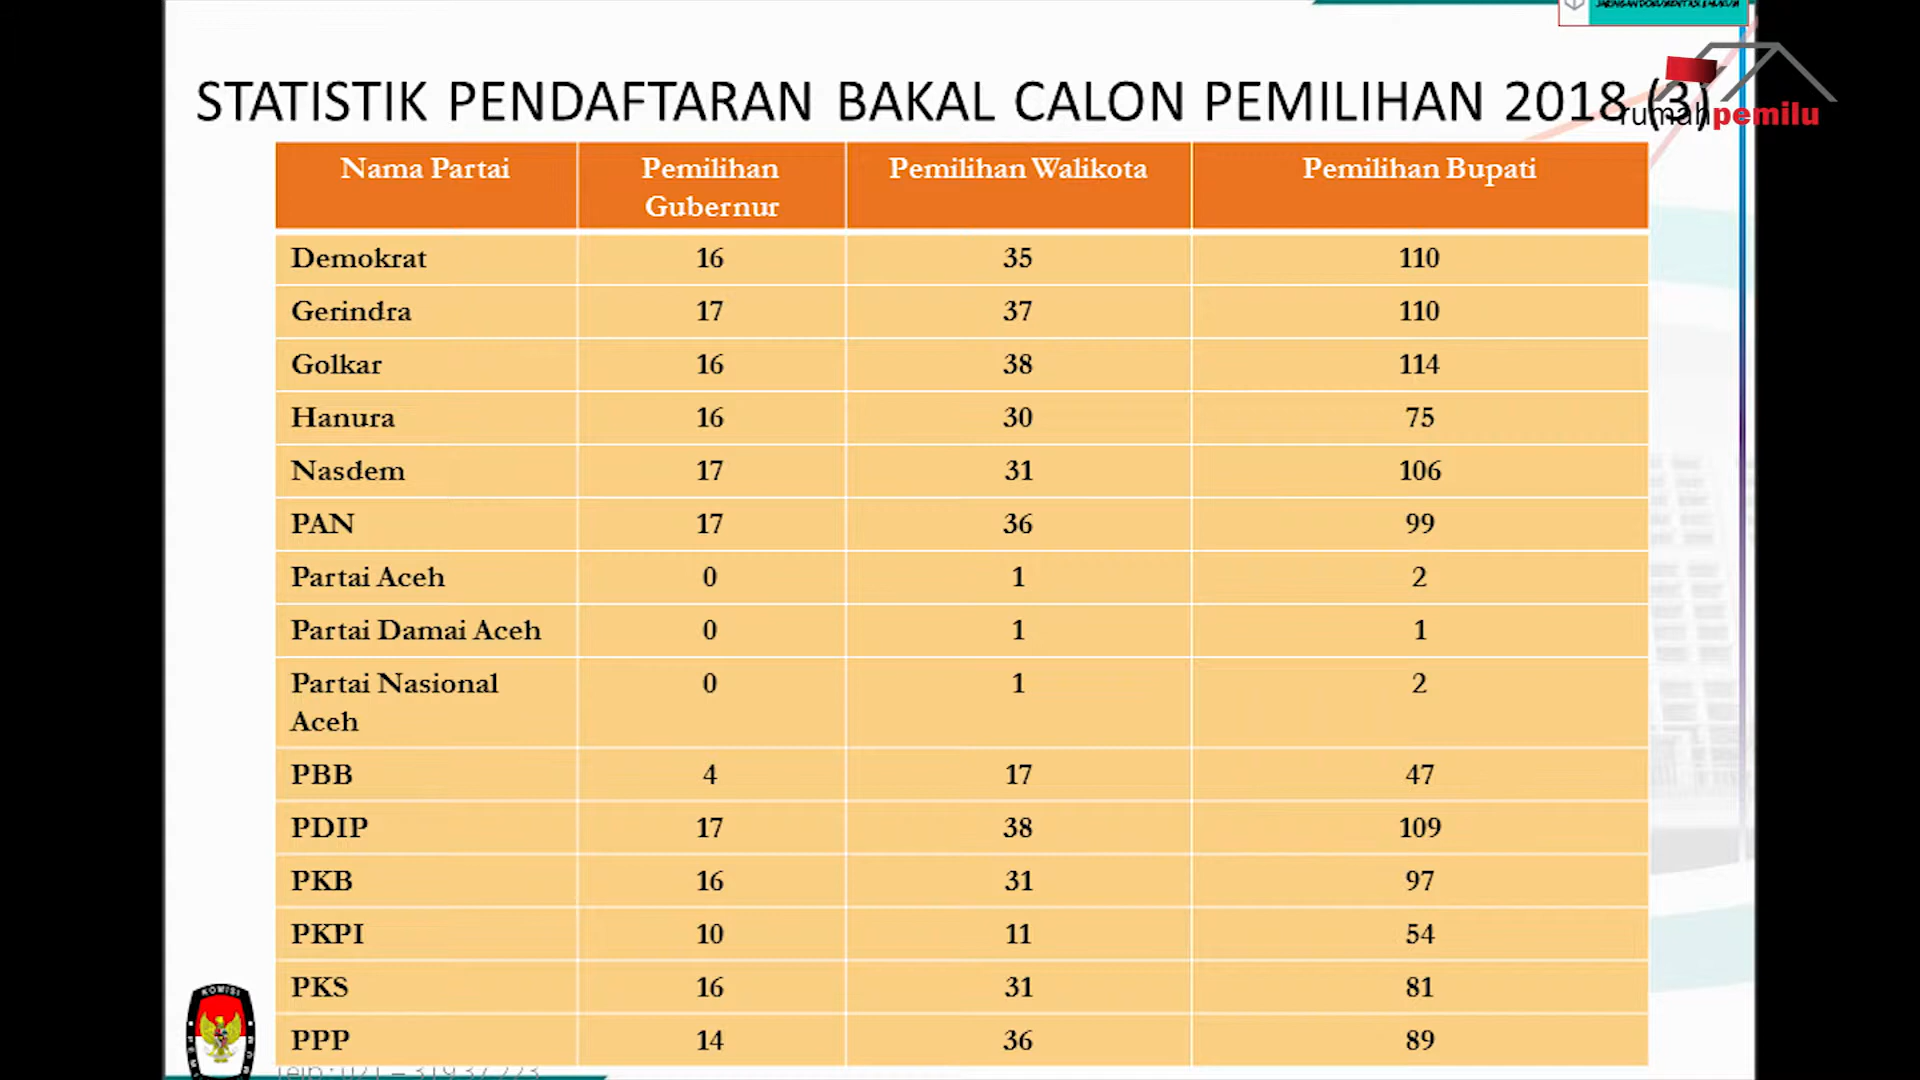 JARINGAN DOKUMENTASI & HUKUM
STATISTIK PENDAFTARAN BAKAL CALON PEMILIHAN 2018 (3)
rumahpemilu
Nama Partai Pemilihan Gubernur Pemilihan Walikota Pemilihan Bupati
Demokrat 16 35 110
Gerindra 17 37 110
Golkar 16 38 114
Hanura 16 30 75
Nasdem 17 31 106
PAN 17 36 99
Partai Aceh 0 1 2
Partai Damai Aceh 0 1 1
Partai Nasional Aceh 0 1 2
PBB 4 17 47
PDIP 17 38 109
PKB 16 31 97
PKPI 10 11 54
PKS 16 31 81
PPP 14 36 89
KOMISI